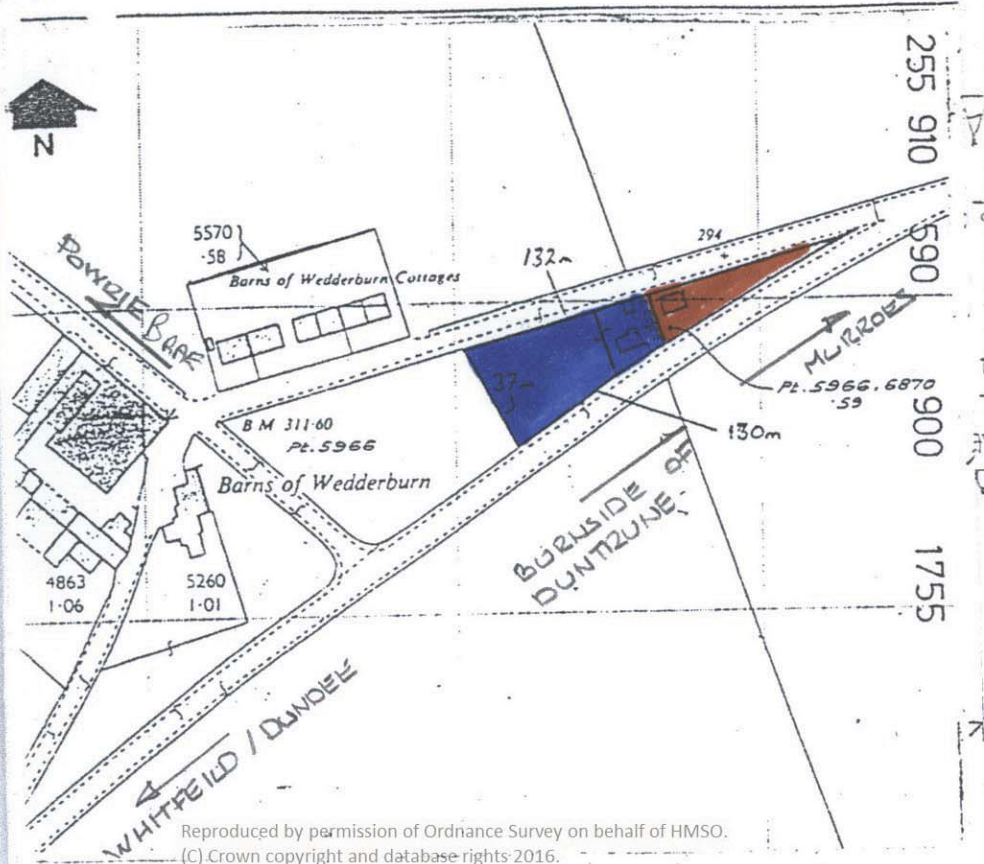 N
5570
·58
Barns of Wedderburn Cottages
POWRIE BRAE
132m
294
255 910
590
900
1755
37m
MURROES
Pt.5966.6870
·59
130m
B M 311·60
Pt.5966
Barns of Wedderburn
BURNSIDE OF
DUNTRUNE
4863
1·06
5260
1·01
WHITFEILD / DUNDEE
Reproduced by permission of Ordnance Survey on behalf of HMSO.
(C) Crown copyright and database rights 2016.